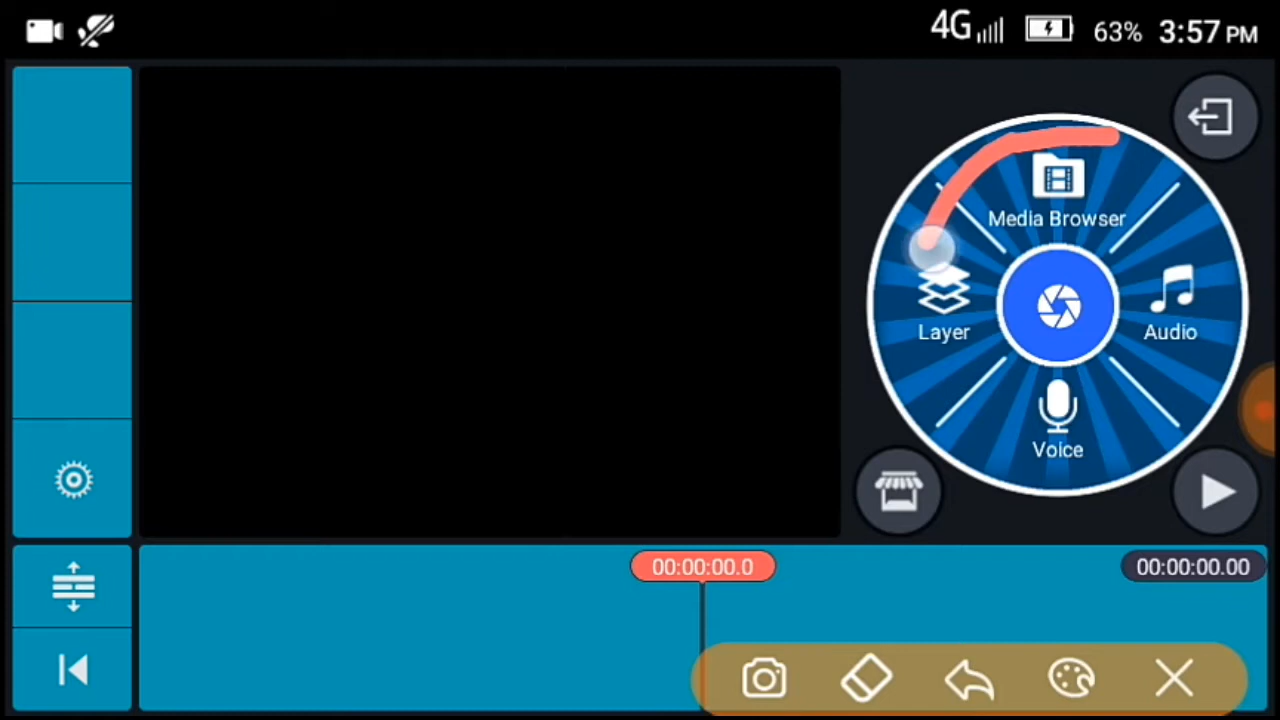 4G 63% 3:57 PM
Media Browser
Layer
Audio
Voice
00:00:00.0
00:00:00.00